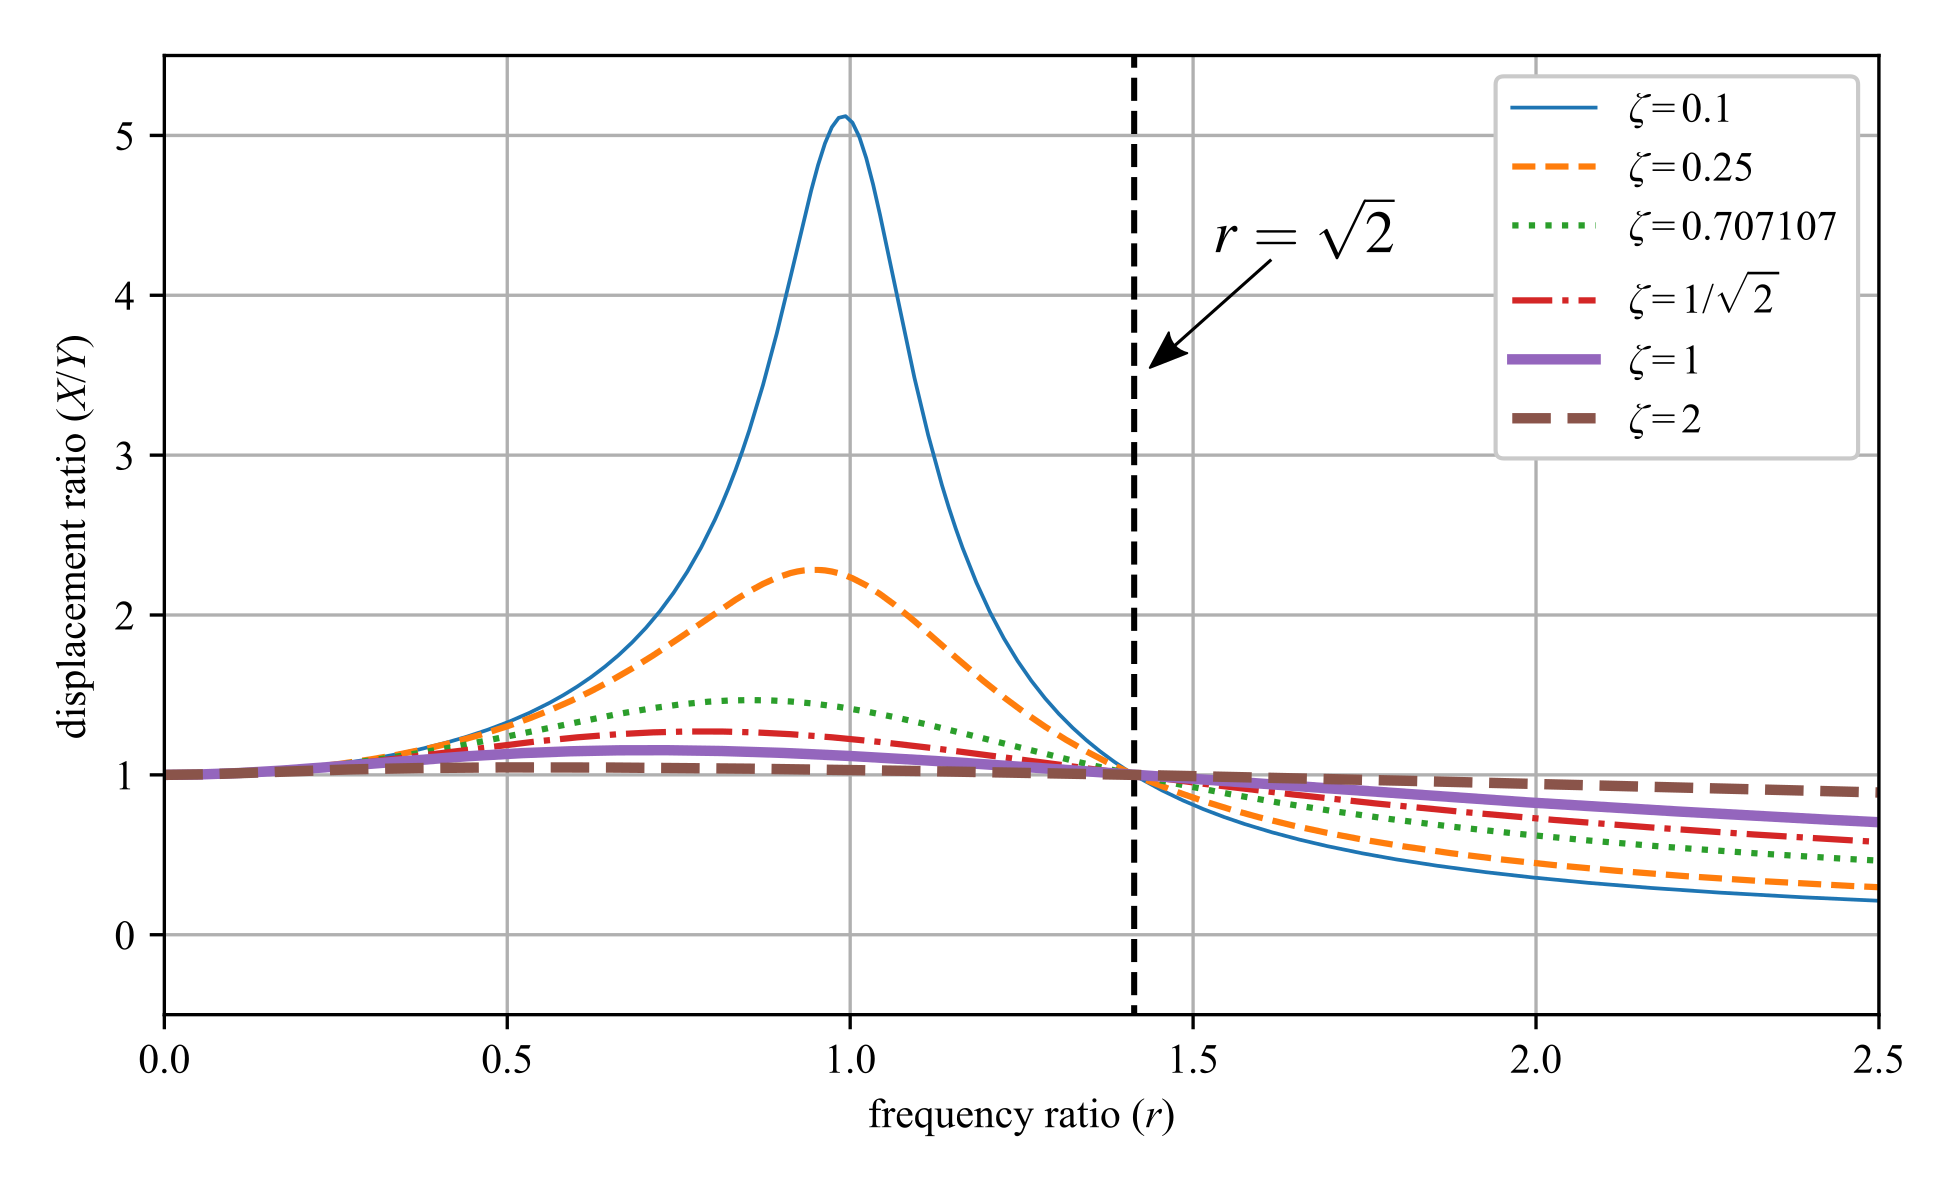 displacement ratio (X/Y)
5
4
3
2
1
0
r = √2
ζ=0.1
ζ=0.25
ζ=0.707107
ζ=1/√2
ζ=1
ζ=2
0.0 0.5 1.0 1.5 2.0 2.5
frequency ratio (r)